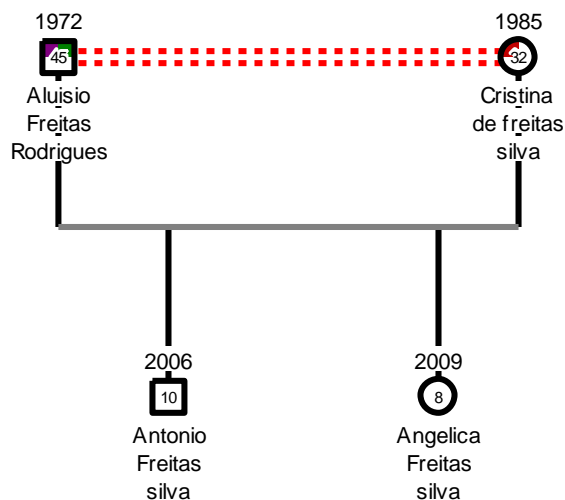 1972
1985
45
32
Aluisio
Freitas
Rodrigues
Cristina
de freitas
silva
2006
2009
10
8
Antonio
Freitas
silva
Angelica
Freitas
silva